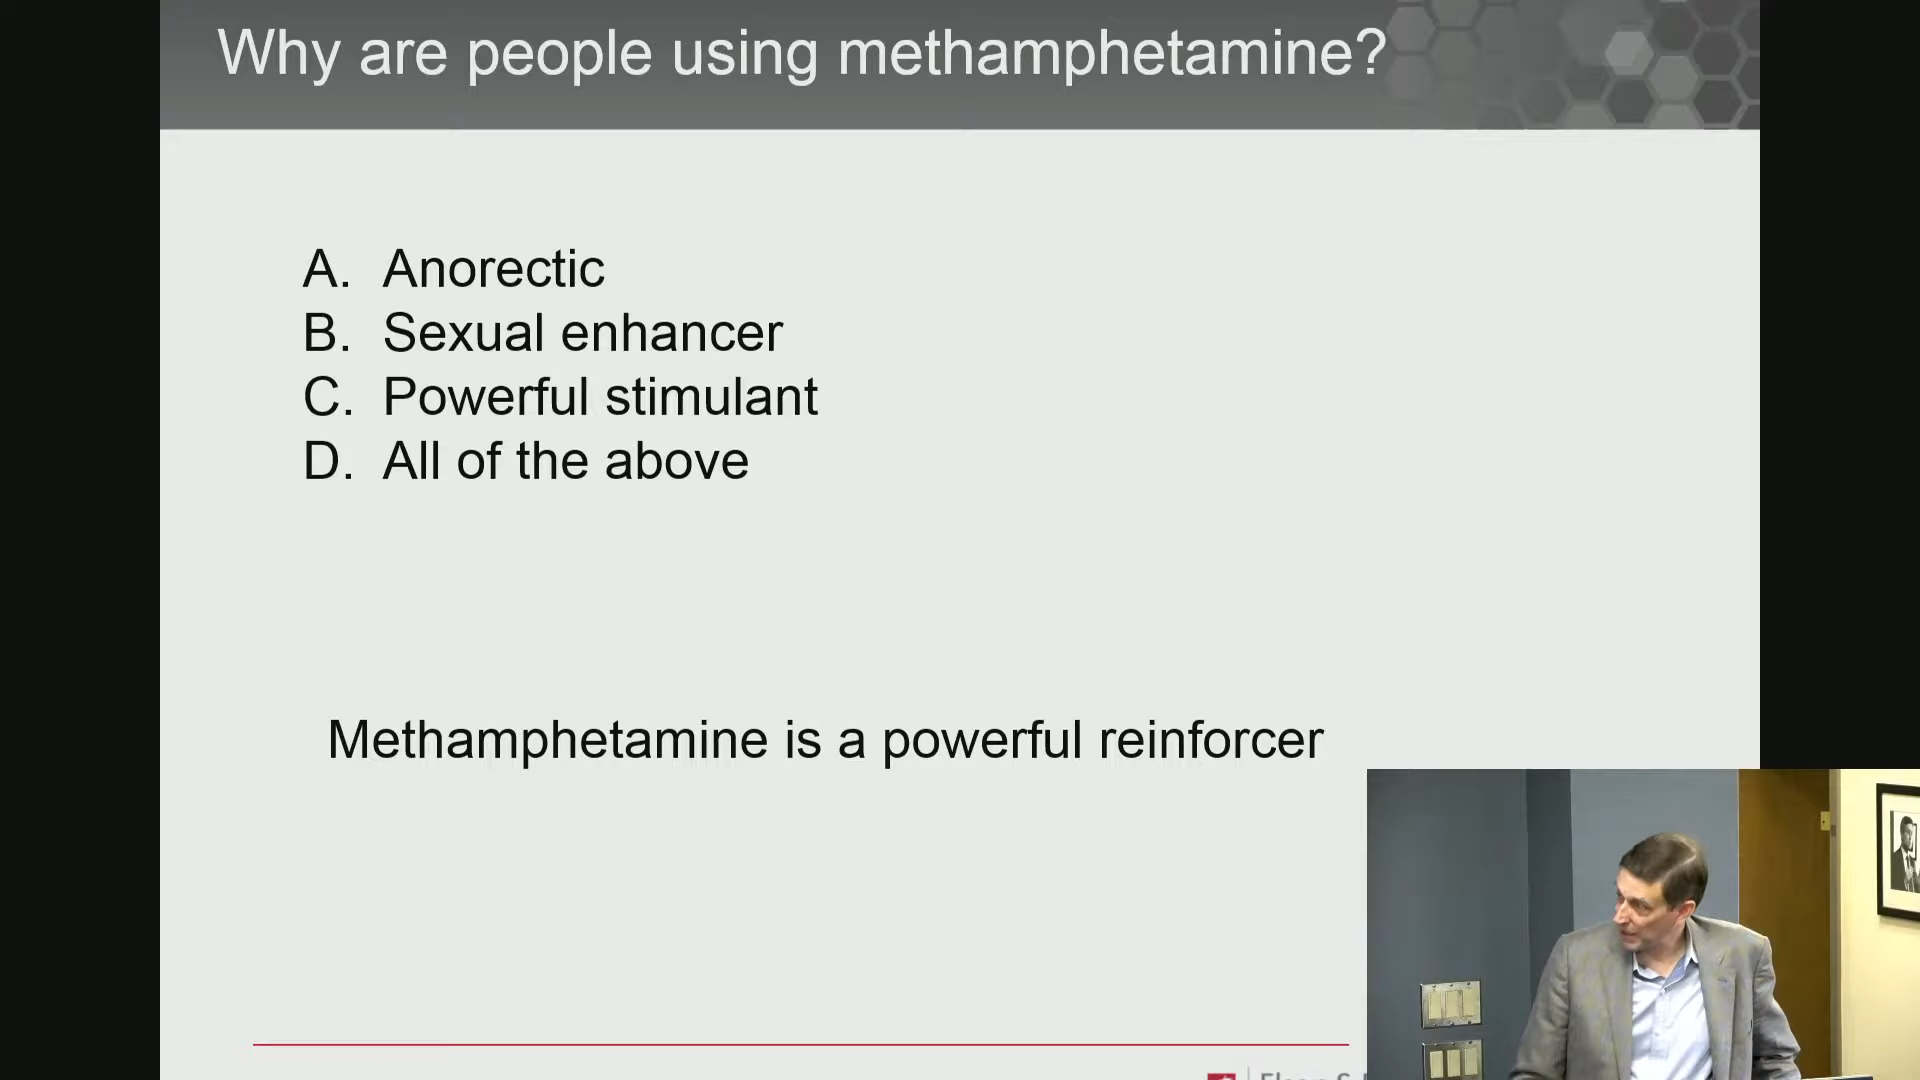 Why are people using methamphetamine?
A. Anorectic
B. Sexual enhancer
C. Powerful stimulant
D. All of the above
Methamphetamine is a powerful reinforcer